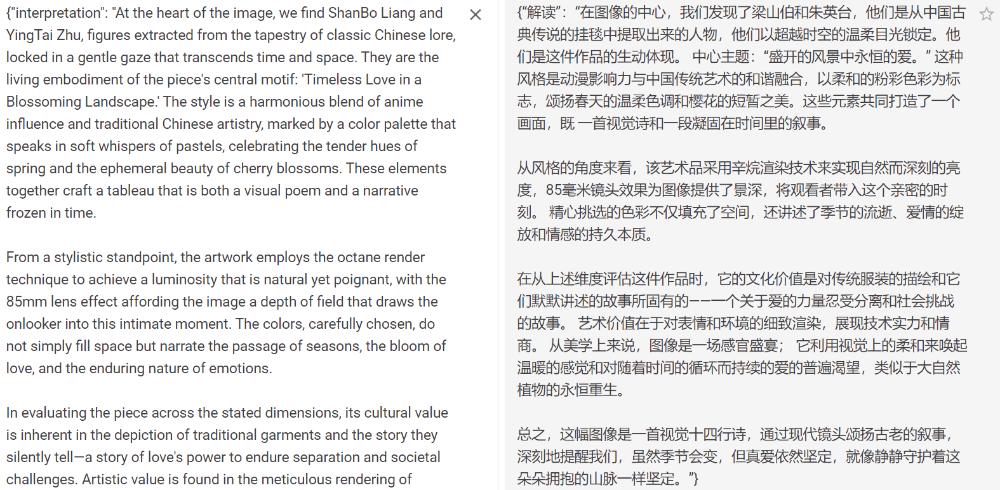 {"interpretation": "At the heart of the image, we find ShanBo Liang and
YingTai Zhu, figures extracted from the tapestry of classic Chinese lore,
locked in a gentle gaze that transcends time and space. They are the
living embodiment of the piece's central motif: 'Timeless Love in a
Blossoming Landscape.' The style is a harmonious blend of anime
influence and traditional Chinese artistry, marked by a color palette that
speaks in soft whispers of pastels, celebrating the tender hues of
spring and the ephemeral beauty of cherry blossoms. These elements
together craft a tableau that is both a visual poem and a narrative
frozen in time.
From a stylistic standpoint, the artwork employs the octane render
technique to achieve a luminosity that is natural yet poignant, with the
85mm lens effect affording the image a depth of field that draws the
onlooker into this intimate moment. The colors, carefully chosen, do
not simply fill space but narrate the passage of seasons, the bloom of
love, and the enduring nature of emotions.
In evaluating the piece across the stated dimensions, its cultural value
is inherent in the depiction of traditional garments and the story they
silently tell—a story of love's power to endure separation and societal
challenges. Artistic value is found in the meticulous rendering of
{“解读”：“在图像的中心，我们发现了梁山伯和朱英台，他们是从中国古
典传说的挂毯中提取出来的人物，他们以超越时空的温柔目光锁定。他
们是这件作品的生动体现。 中心主题：“盛开的风景中永恒的爱。” 这种
风格是动漫影响力与中国传统艺术的和谐融合，以柔和的粉彩色彩为标
志，颂扬春天的温柔色调和樱花的短暂之美。这些元素共同打造了一个
画面，既 一首视觉诗和一段凝固在时间里的叙事。
从风格的角度来看，该艺术品采用辛烷渲染技术来实现自然而深刻的亮
度，85毫米镜头效果为图像提供了景深，将观看者带入这个亲密的时
刻。 精心挑选的色彩不仅填充了空间，还讲述了季节的流逝、爱情的绽
放和情感的持久本质。
在从上述维度评估这件作品时，它的文化价值是对传统服装的描绘和它
们默默讲述的故事所固有的——一个关于爱的力量忍受分离和社会挑战
的故事。 艺术价值在于对表情和环境的细致渲染，展现技术实力和情
商。 从美学上来说，图像是一场感官盛宴； 它利用视觉上的柔和来唤起
温暖的感觉和对随着时间的循环而持续的爱的普遍渴望，类似于大自然
植物的永恒重生。
总之，这幅图像是一首视觉十四行诗，通过现代镜头颂扬古老的叙事，
深刻地提醒我们，虽然季节会变，但真爱依然坚定，就像静静守护着这
朵朵拥抱的山脉一样坚定。”}